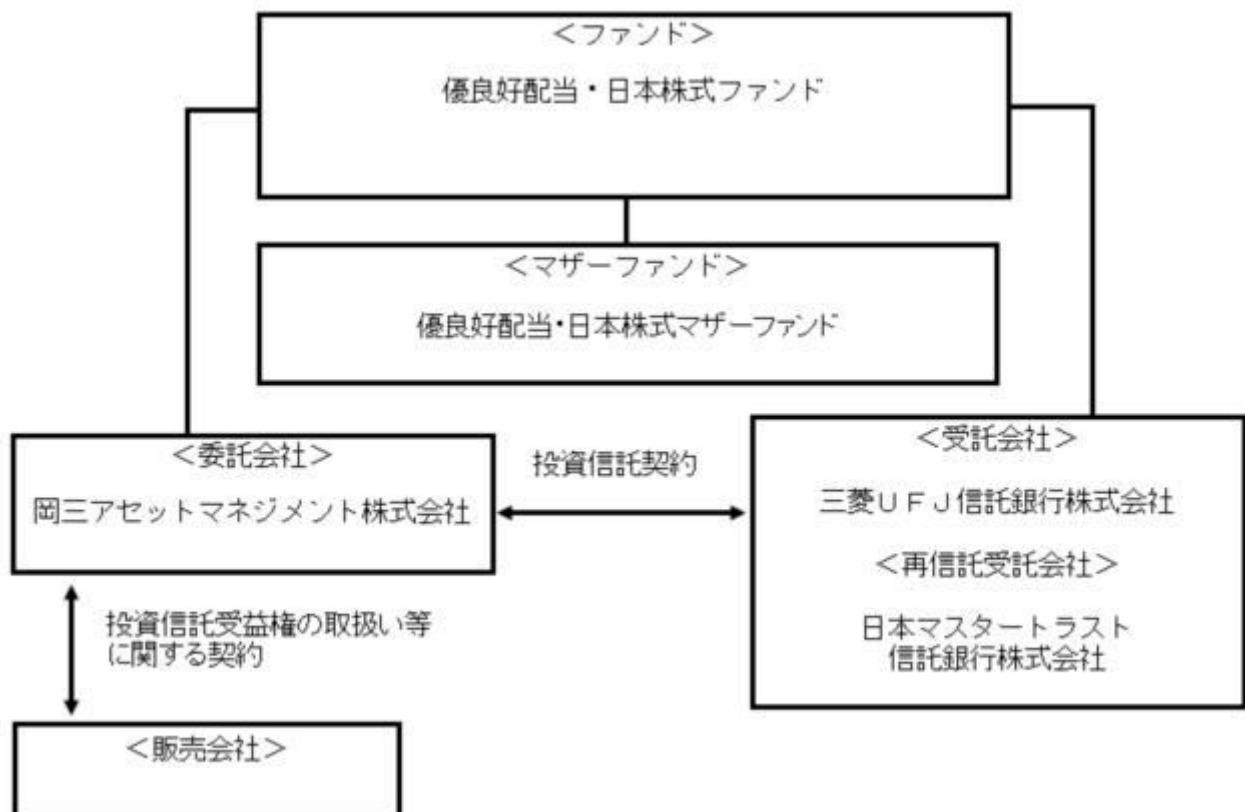 ＜ファンド＞
優良好配当・日本株式ファンド
＜マザーファンド＞
優良好配当・日本株式マザーファンド
＜委託会社＞
岡三アセットマネジメント株式会社
投資信託契約
＜受託会社＞
三菱ＵＦＪ信託銀行株式会社
＜再信託受託会社＞
日本マスタートラスト
信託銀行株式会社
投資信託受益権の取扱い等
に関する契約
＜販売会社＞